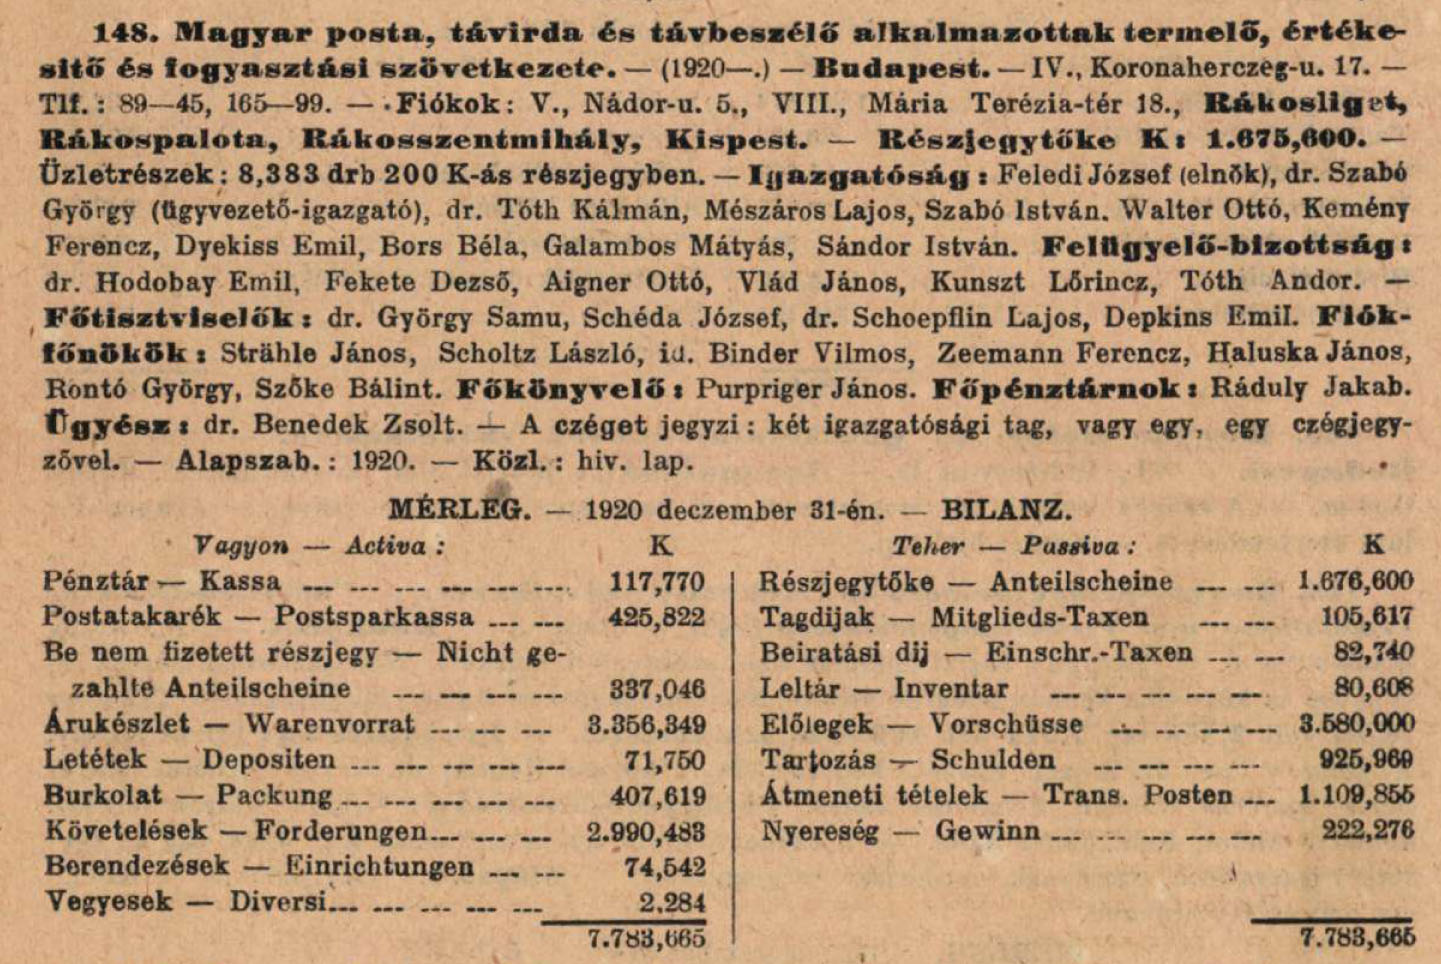 148. Magyar posta, távirda és távbeszélő alkalmazottak termelő, értéke-
sitő és fogyasztási szövetkezete. — (1920—.) — Budapest. — IV., Koronaherczeg-u. 17. —
Tlf.: 89—45, 165—99. — Fiókok: V., Nádor-u. 5., VIII., Mária Terézia-tér 18., Rákosliget,
Rákospalota, Rákosszentmihály, Kispest. — Részjegytőke K: 1.675,600. —
Üzletrészek: 8,383 drb 200 K-ás részjegyben. — Igazgatóság: Feledi József (elnök), dr. Szabó
György (ügyvezető-igazgató), dr. Tóth Kálmán, Mészáros Lajos, Szabó István. Walter Ottó, Kemény
Ferencz, Dyekiss Emil, Bors Béla, Galambos Mátyás, Sándor István. Felügyelő-bizottság:
dr. Hodobay Emil, Fekete Dezső, Aigner Ottó, Vlád János, Kunszt Lőrincz, Tóth Andor. —
Főtisztviselők: dr. György Samu, Schéda József, dr. Schoepflin Lajos, Depkins Emil. Fiók-
főnökök: Strähle János, Scholtz László, id. Binder Vilmos, Zeemann Ferencz, Haluska János,
Rontó György, Szőke Bálint. Főkönyvelő: Purpriger János. Főpénztárnok: Ráduly Jakab.
Ügyész: dr. Benedek Zsolt. — A czéget jegyzi: két igazgatósági tag, vagy egy, egy czégjegy-
zővel. — Alapszab.: 1920. — Közl.: hiv. lap.
MÉRLEG. — 1920 deczember 31-én. — BILANZ.
Vagyon — Activa: K
Pénztár — Kassa 117,770
Postatakarék — Postsparkassa 425,822
Be nem fizetett részjegy — Nicht ge-
zahlte Anteilscheine 337,046
Árukészlet — Warenvorrat 3.356,349
Letétek — Depositen 71,750
Burkolat — Packung 407,619
Követelések — Forderungen 2.990,483
Berendezések — Einrichtungen 74,542
Vegyesek — Diversi 2,284
7.783,665
Teher — Passiva: K
Részjegytőke — Anteilscheine 1.676,600
Tagdijak — Mitglieds-Taxen 105,617
Beiratási dij — Einschr.-Taxen 82,740
Leltár — Inventar 80,608
Előlegek — Vorschüsse 3.580,000
Tartozás — Schulden 925,969
Átmeneti tételek — Trans. Posten 1.109,855
Nyereség — Gewinn 222,276
7.783,665